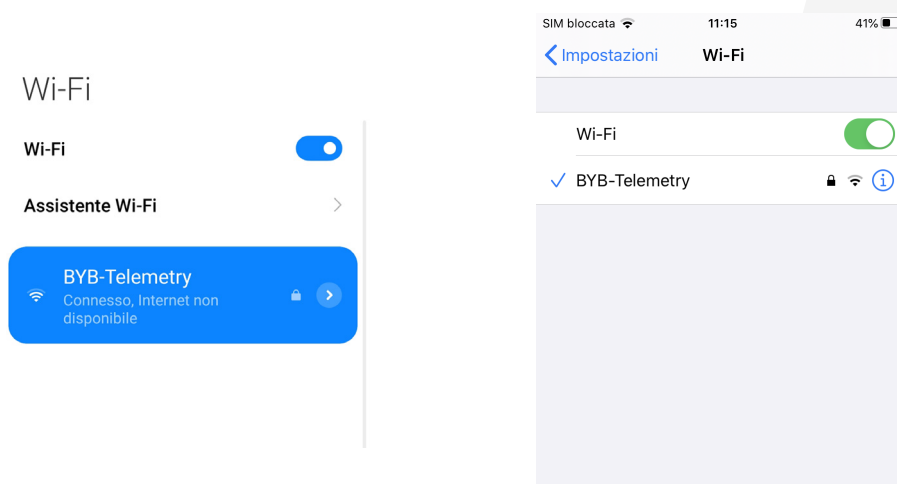 Wi-Fi
Wi-Fi
Assistente Wi-Fi
BYB-Telemetry
Connesso, Internet non
disponibile
SIM bloccata 11:15 41%
Impostazioni Wi-Fi
Wi-Fi
BYB-Telemetry